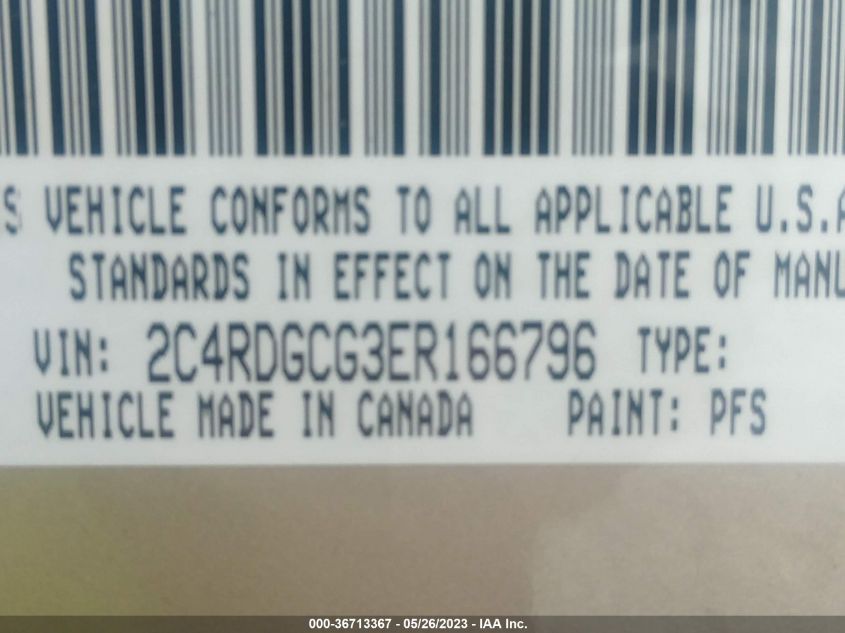 VEHICLE CONFORMS TO ALL APPLICABLE U.S.A
STANDARDS IN EFFECT ON THE DATE OF MANU
VIN: 2C4RDGCG3ER166796 TYPE:
VEHICLE MADE IN CANADA PAINT: PFS
000-36713367 - 05/26/2023 - IAA Inc.